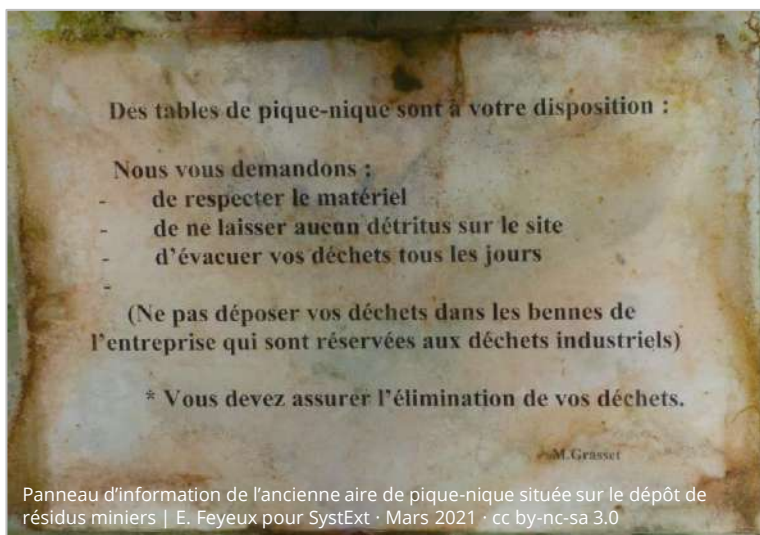 Des tables de pique-nique sont à votre disposition :
Nous vous demandons :
- de respecter le matériel
- de ne laisser aucun détritus sur le site
- d'évacuer vos déchets tous les jours
-
(Ne pas déposer vos déchets dans les bennes de
l'entreprise qui sont réservées aux déchets industriels)
* Vous devez assurer l'élimination de vos déchets.
M.Grasset
Panneau d'information de l'ancienne aire de pique-nique située sur le dépôt de
résidus miniers | E. Feyeux pour SystExt · Mars 2021 · cc by-nc-sa 3.0